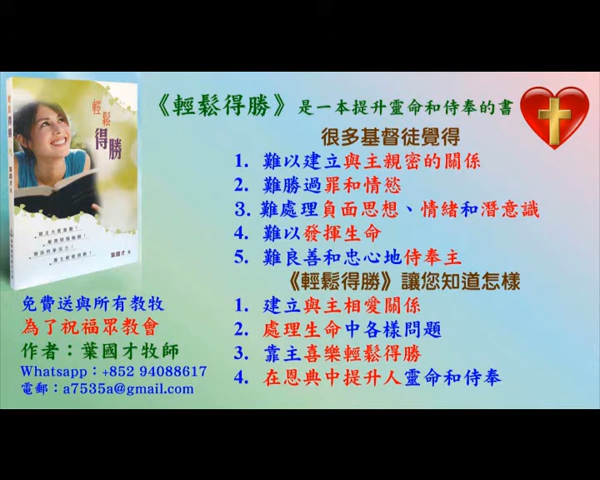 《輕鬆得勝》是一本提升靈命和侍奉的書
很多基督徒覺得
1. 難以建立與主親密的關係
2. 難勝過罪和情慾
3. 難處理負面思想、情緒和潛意識
4. 難以發揮生命
5. 難良善和忠心地侍奉主
《輕鬆得勝》讓您知道怎樣
1. 建立與主相愛關係
2. 處理生命中各樣問題
3. 靠主喜樂輕鬆得勝
4. 在恩典中提升人靈命和侍奉
輕鬆得勝
輕鬆
得勝
葉國才 著
免費送與所有教牧
為了祝福眾教會
作者：葉國才牧師
Whatsapp：+852 94088617
電郵：a7535a@gmail.com